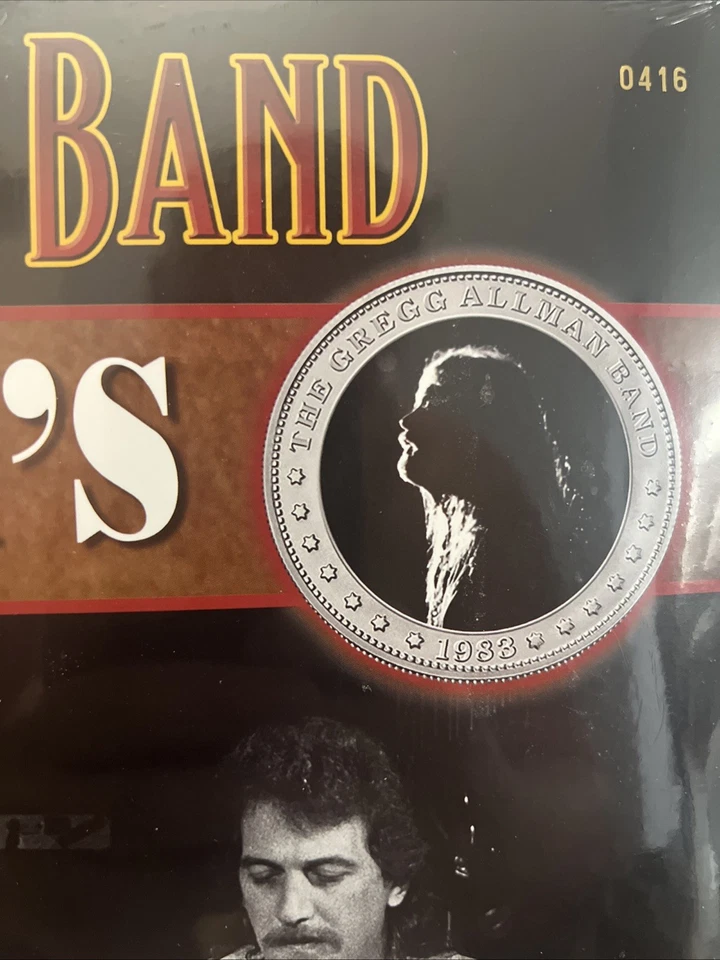 BAND
0416
'S
THE GREGG ALLMAN BAND
1983